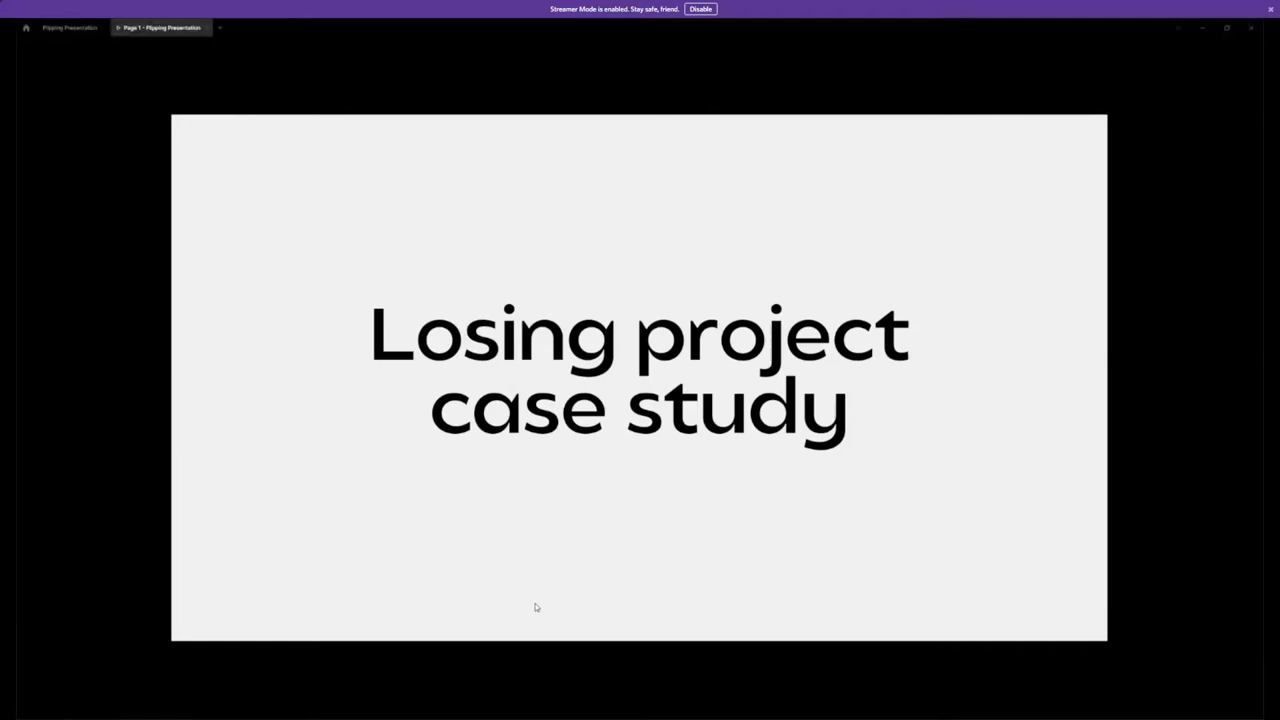 Streamer Mode is enabled. Stay safe, friend. Disable
Flipping Presentation
Page 1 - Flipping Presentation
Losing project
case study